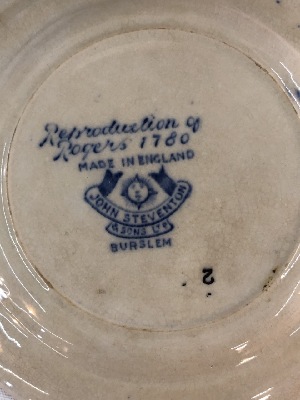 Reproduction of
Rogers 1780
MADE IN ENGLAND
JOHN STEVENTON
& SONS LTD
BURSLEM
2